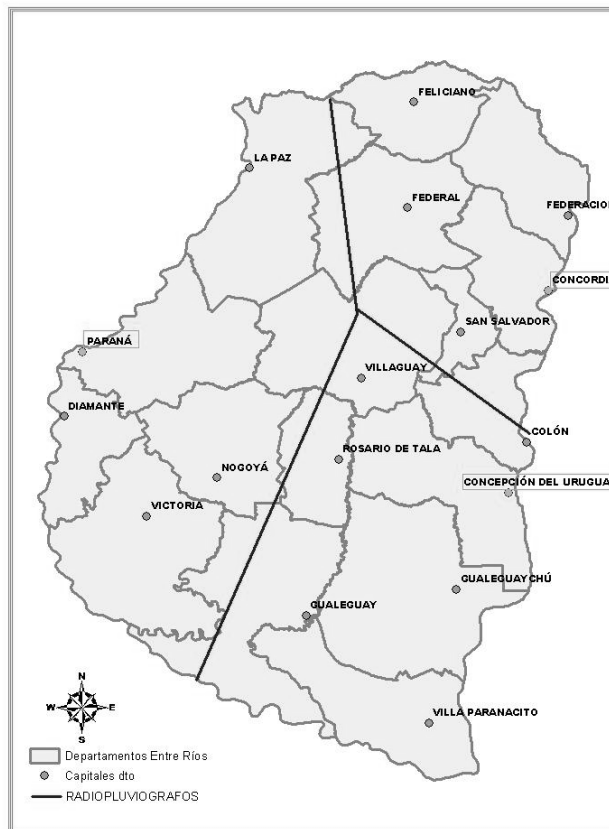 FELICIANO
LA PAZ
FEDERAL
FEDERACION
CONCORDI
SAN SALVADOR
PARANÁ
VILLAGUAY
DIAMANTE
COLÓN
ROSARIO DE TALA
NOGOYÁ
CONCEPCIÓN DEL URUGUA
VICTORIA
GUALEGUAYCHÚ
GUALEGUAY
VILLA PARANACITO
N
W E
S
Departamentos Entre Ríos
Capitales dto
RADIOPLUVIOGRAFOS